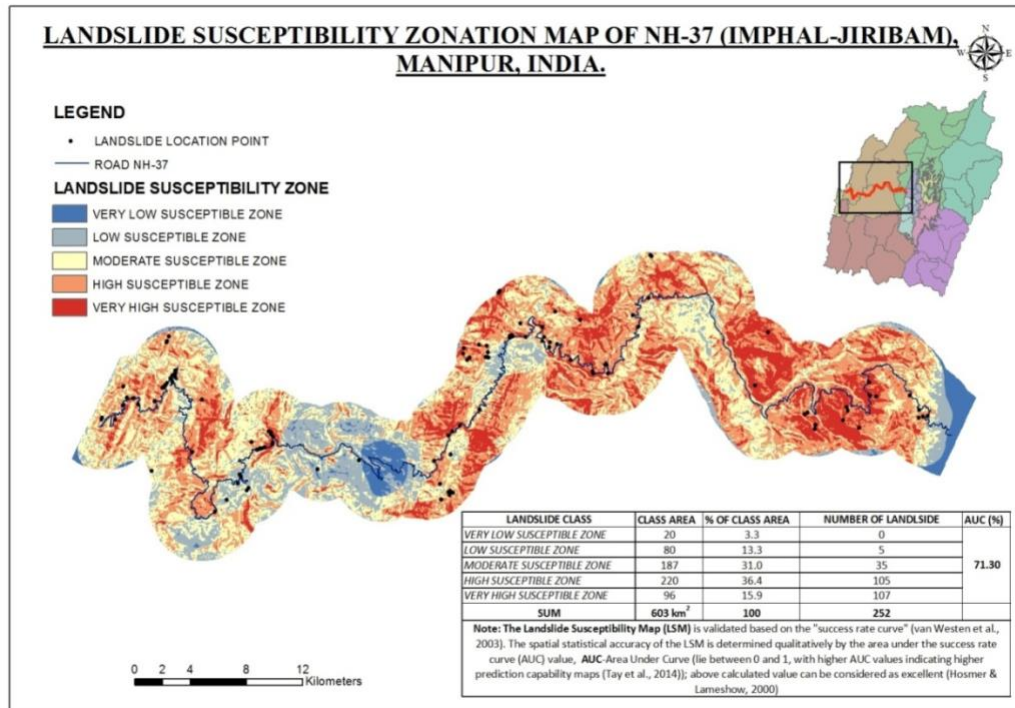 LANDSLIDE SUSCEPTIBILITY ZONATION MAP OF NH-37 (IMPHAL-JIRIBAM),
MANIPUR, INDIA.
N
W E
S
LEGEND
LANDSLIDE LOCATION POINT
ROAD NH-37
LANDSLIDE SUSCEPTIBILITY ZONE
VERY LOW SUSCEPTIBLE ZONE
LOW SUSCEPTIBLE ZONE
MODERATE SUSCEPTIBLE ZONE
HIGH SUSCEPTIBLE ZONE
VERY HIGH SUSCEPTIBLE ZONE
LANDSLIDE CLASS CLASS AREA % OF CLASS AREA NUMBER OF LANDLSIDE AUC (%)
VERY LOW SUSCEPTIBLE ZONE 20 3.3 0
LOW SUSCEPTIBLE ZONE 80 13.3 5
MODERATE SUSCEPTIBLE ZONE 187 31.0 35 71.30
HIGH SUSCEPTIBLE ZONE 220 36.4 105
VERY HIGH SUSCEPTIBLE ZONE 96 15.9 107
SUM 603 km² 100 252
Note: The Landslide Susceptibility Map (LSM) is validated based on the "success rate curve" (van Westen et al.,
2003). The spatial statistical accuracy of the LSM is determined qualitatively by the area under the success rate
curve (AUC) value, AUC-Area Under Curve (lie between 0 and 1, with higher AUC values indicating higher
prediction capability maps (Tay et al., 2014)); above calculated value can be considered as excellent (Hosmer &
Lameshow, 2000)
0 2 4 8 12
Kilometers